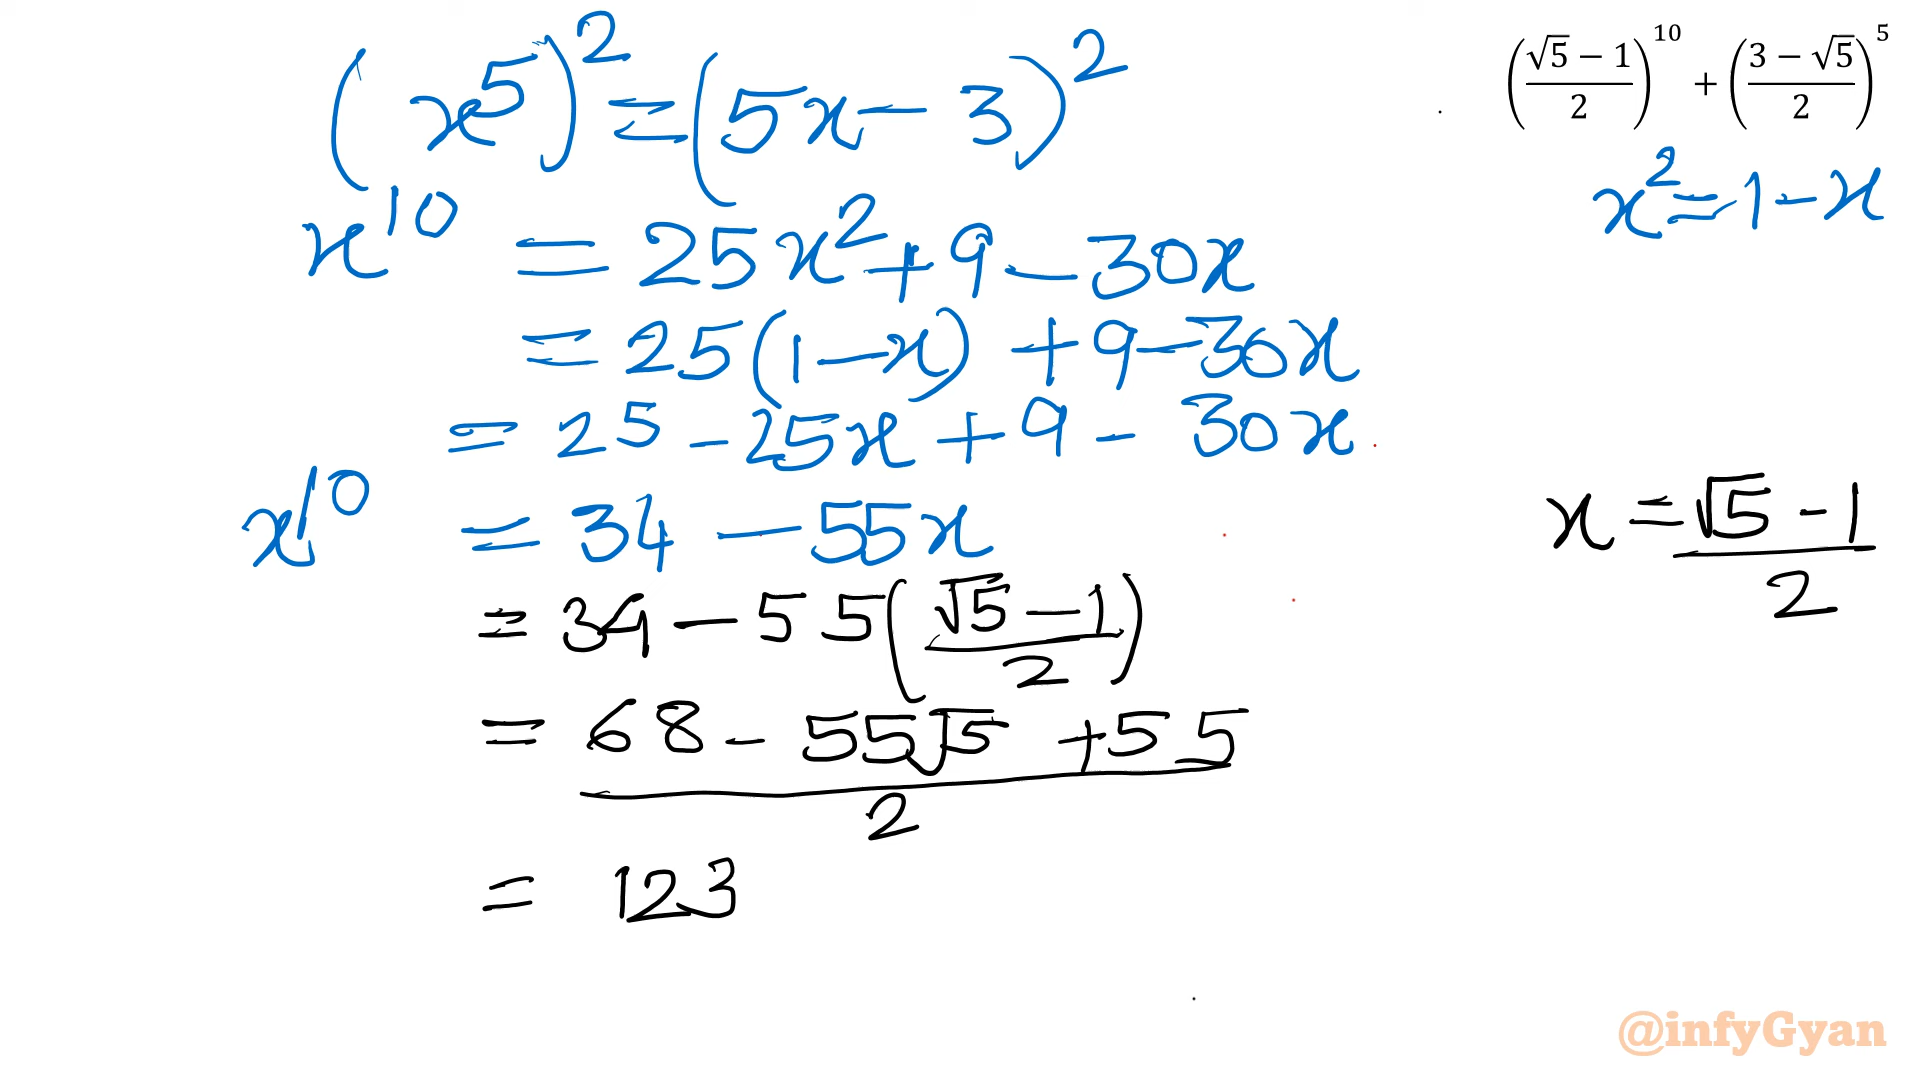 (x⁵)² = (5x - 3)²
((√5 - 1)/2)¹⁰ + ((3 - √5)/2)⁵
x² = 1 - x
x¹⁰ = 25x² + 9 - 30x
= 25(1 - x) + 9 - 30x
= 25 - 25x + 9 - 30x
x¹⁰ = 34 - 55x
x = (√5 - 1)/2
= 34 - 55((√5 - 1)/2)
= (68 - 55√5 + 55)/2
= 123
@infyGyan